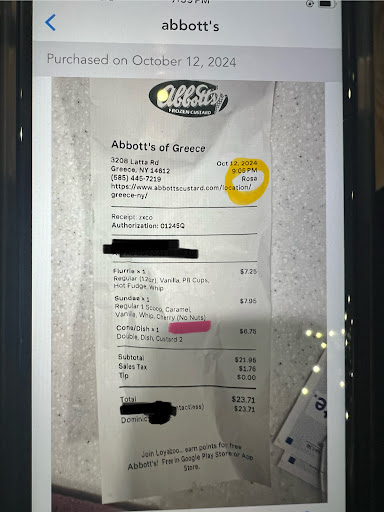 abbott's
Purchased on October 12, 2024
Abbott's
FROZEN CUSTARD
Abbott's of Greece
3208 Latta Rd
Oct 12, 2024
Greece, NY 14612
9:05 PM
(585) 445-7219
Rosa
https://www.abbottscustard.com/location/
greece-ny/
Receipt:
Authorization: 01245Q
Flurrie x 1
$7.25
Regular (12oz), Vanilla, PB Cups,
Hot Fudge, Whip
Sundae x 1
$7.95
Regular 1 Scoop, Caramel,
Vanilla, Whip, Cherry (No Nuts)
Cone/Dish x 1
$6.75
Double, Dish, Custard 2
Subtotal
$21.95
Sales Tax
$1.76
Tip
$0.00
Total
$23.71
tactless)
$23.71
Dominic
Join Loyaboo... earn points for free
Abbott's! Free in Google Play Store or App
Store.